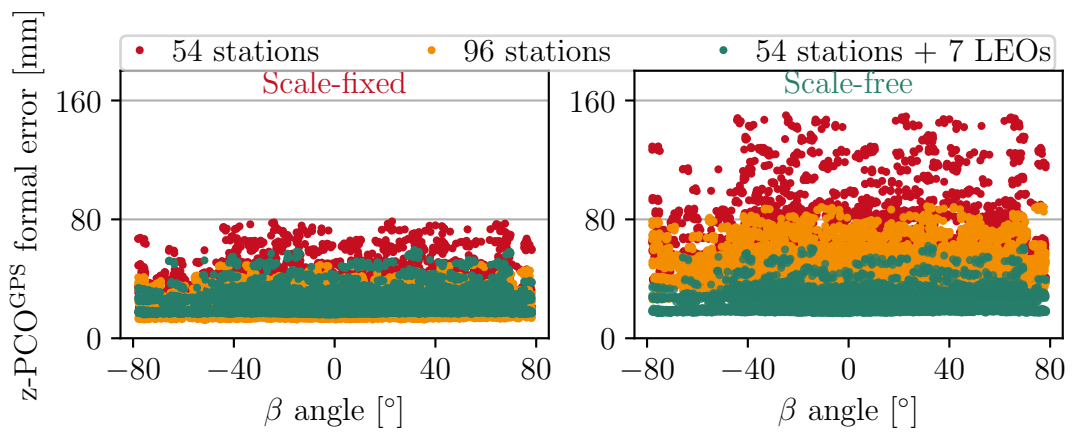 54 stations 96 stations 54 stations + 7 LEOs
z-PCO^GPS formal error [mm]
Scale-fixed Scale-free
160 160
80 80
0 0
−80 −40 0 40 80 −80 −40 0 40 80
β angle [°] β angle [°]